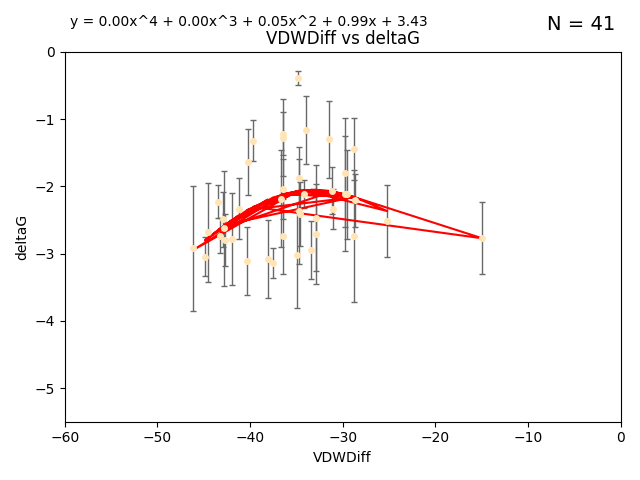 y = 0.00x^4 + 0.00x^3 + 0.05x^2 + 0.99x + 3.43
N = 41
VDWDiff vs deltaG
0
−1
−2
−3
−4
−5
deltaG
−60 −50 −40 −30 −20 −10 0
VDWDiff